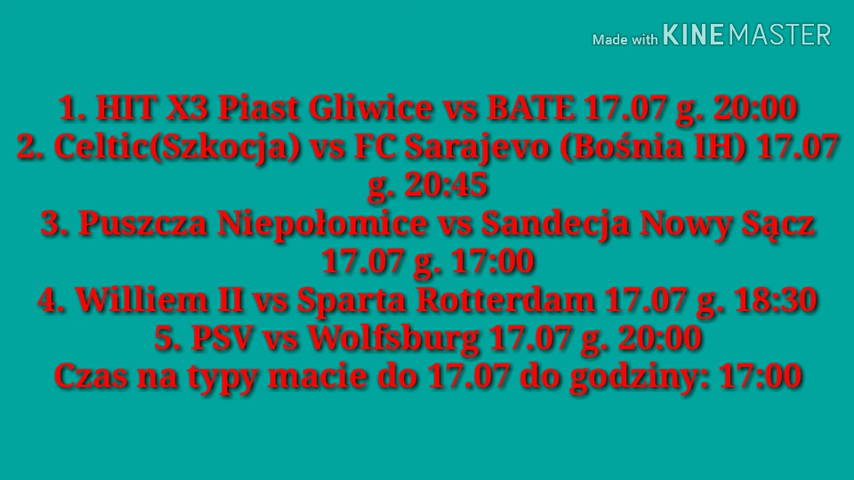 Made with KINEMASTER
1. HIT X3 Piast Gliwice vs BATE 17.07 g. 20:00
2. Celtic(Szkocja) vs FC Sarajevo (Bośnia IH) 17.07
g. 20:45
3. Puszcza Niepołomice vs Sandecja Nowy Sącz
17.07 g. 17:00
4. Williem II vs Sparta Rotterdam 17.07 g. 18:30
5. PSV vs Wolfsburg 17.07 g. 20:00
Czas na typy macie do 17.07 do godziny: 17:00